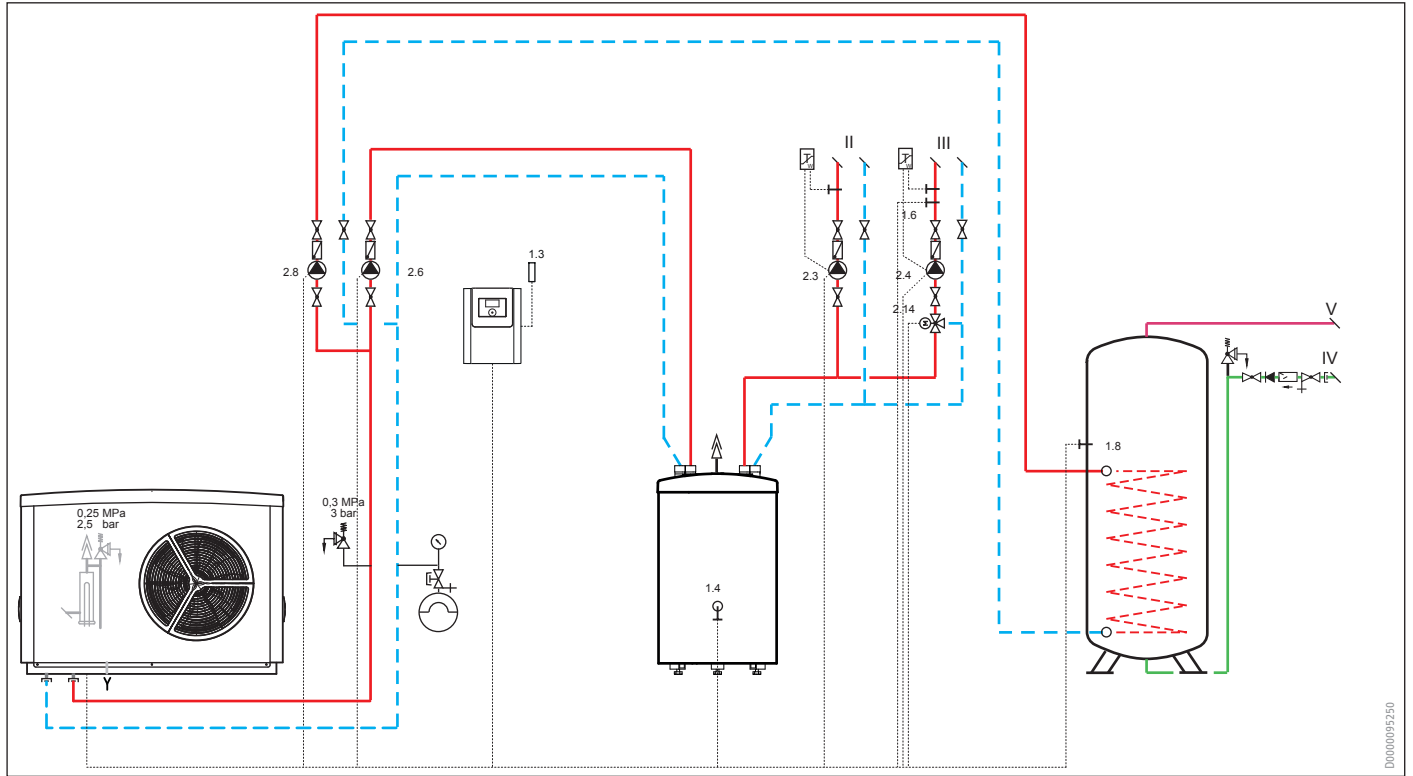 II
III
T
W
T
W
1.6
1.3
2.8
2.6
2.3
2.4
2.14
M
V
IV
1.8
0,3 MPa
3 bar
0,25 MPa
2,5 bar
1.4
D0000095250